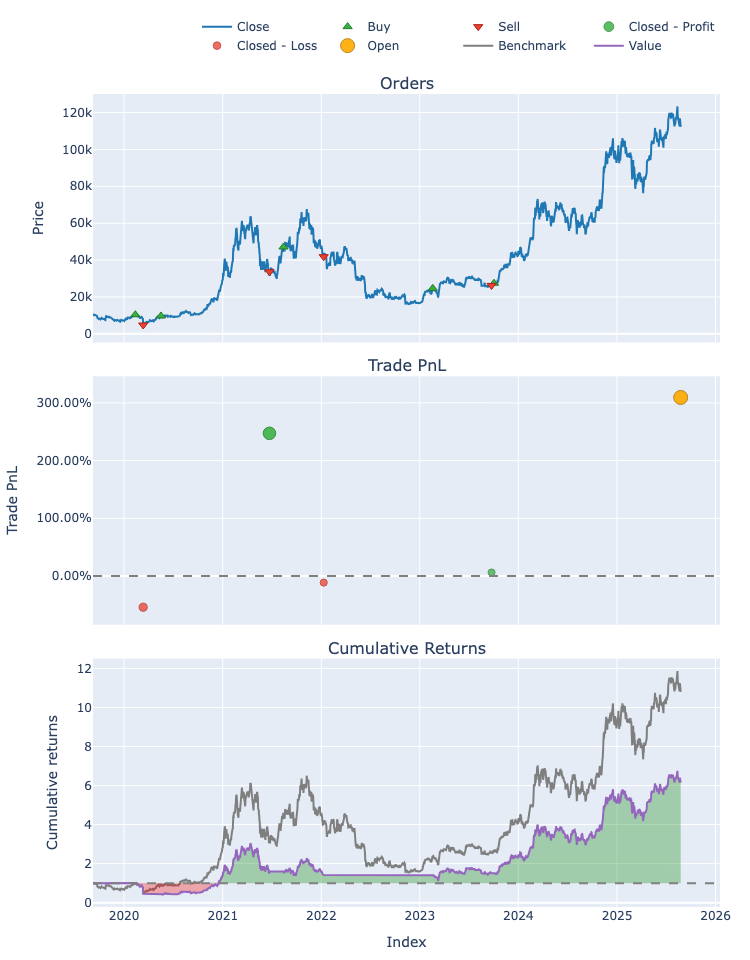 Close Buy Sell Closed - Profit
Closed - Loss Open Benchmark Value
Orders
120k
100k
80k
60k
40k
20k
0
Price
Trade PnL
300.00%
200.00%
100.00%
0.00%
Trade PnL
Cumulative Returns
12
10
8
6
4
2
0
Cumulative returns
2020 2021 2022 2023 2024 2025 2026
Index